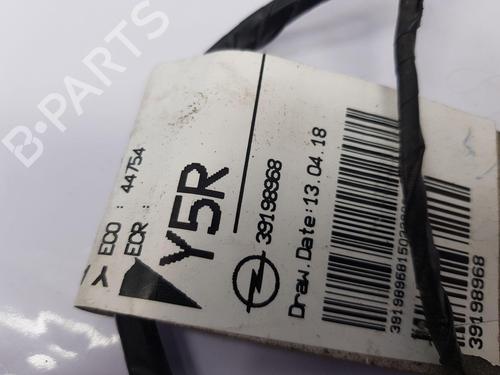 B-PARTS
ECO : 44754
ECR :
Y5R
39198968
Draw.Date:13.04.18
39198968